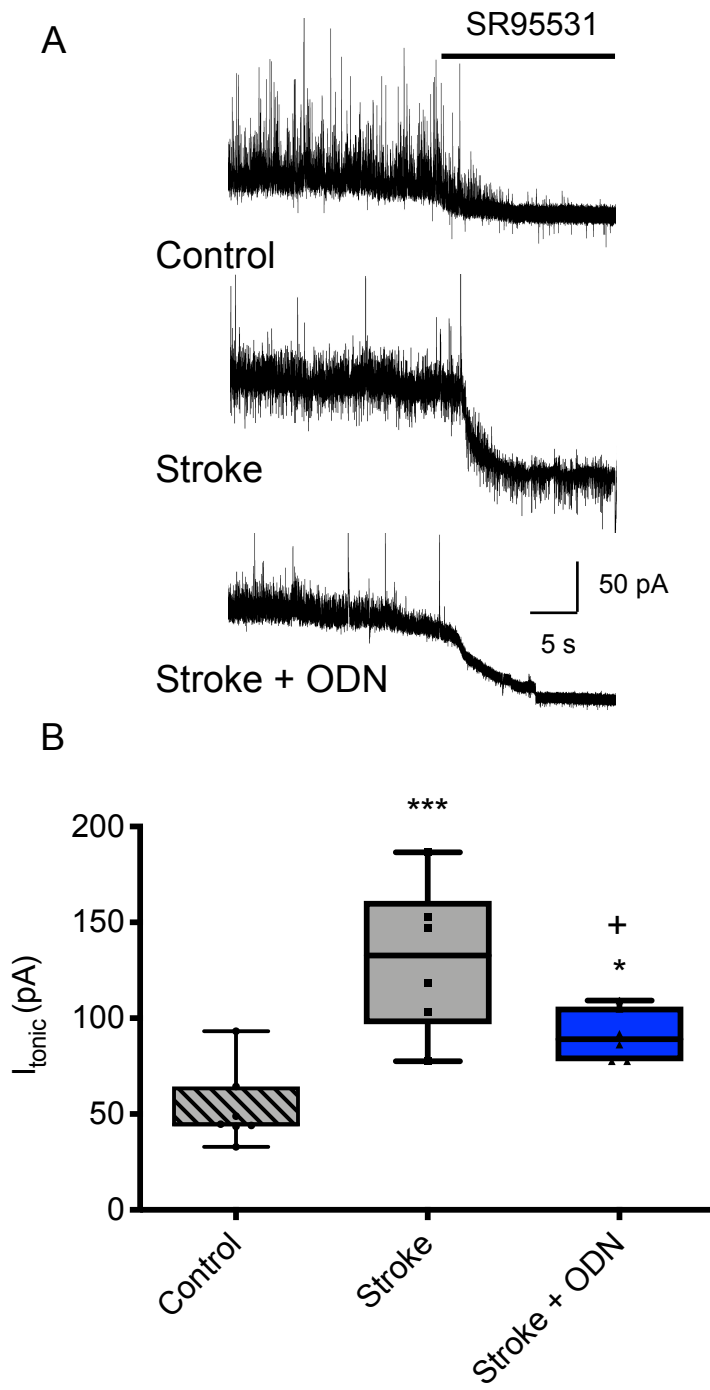 A
SR95531
Control
Stroke
50 pA
5 s
Stroke + ODN
B
***
200
+
*
150
100
50
0
I_tonic (pA)
Control
Stroke
Stroke + ODN